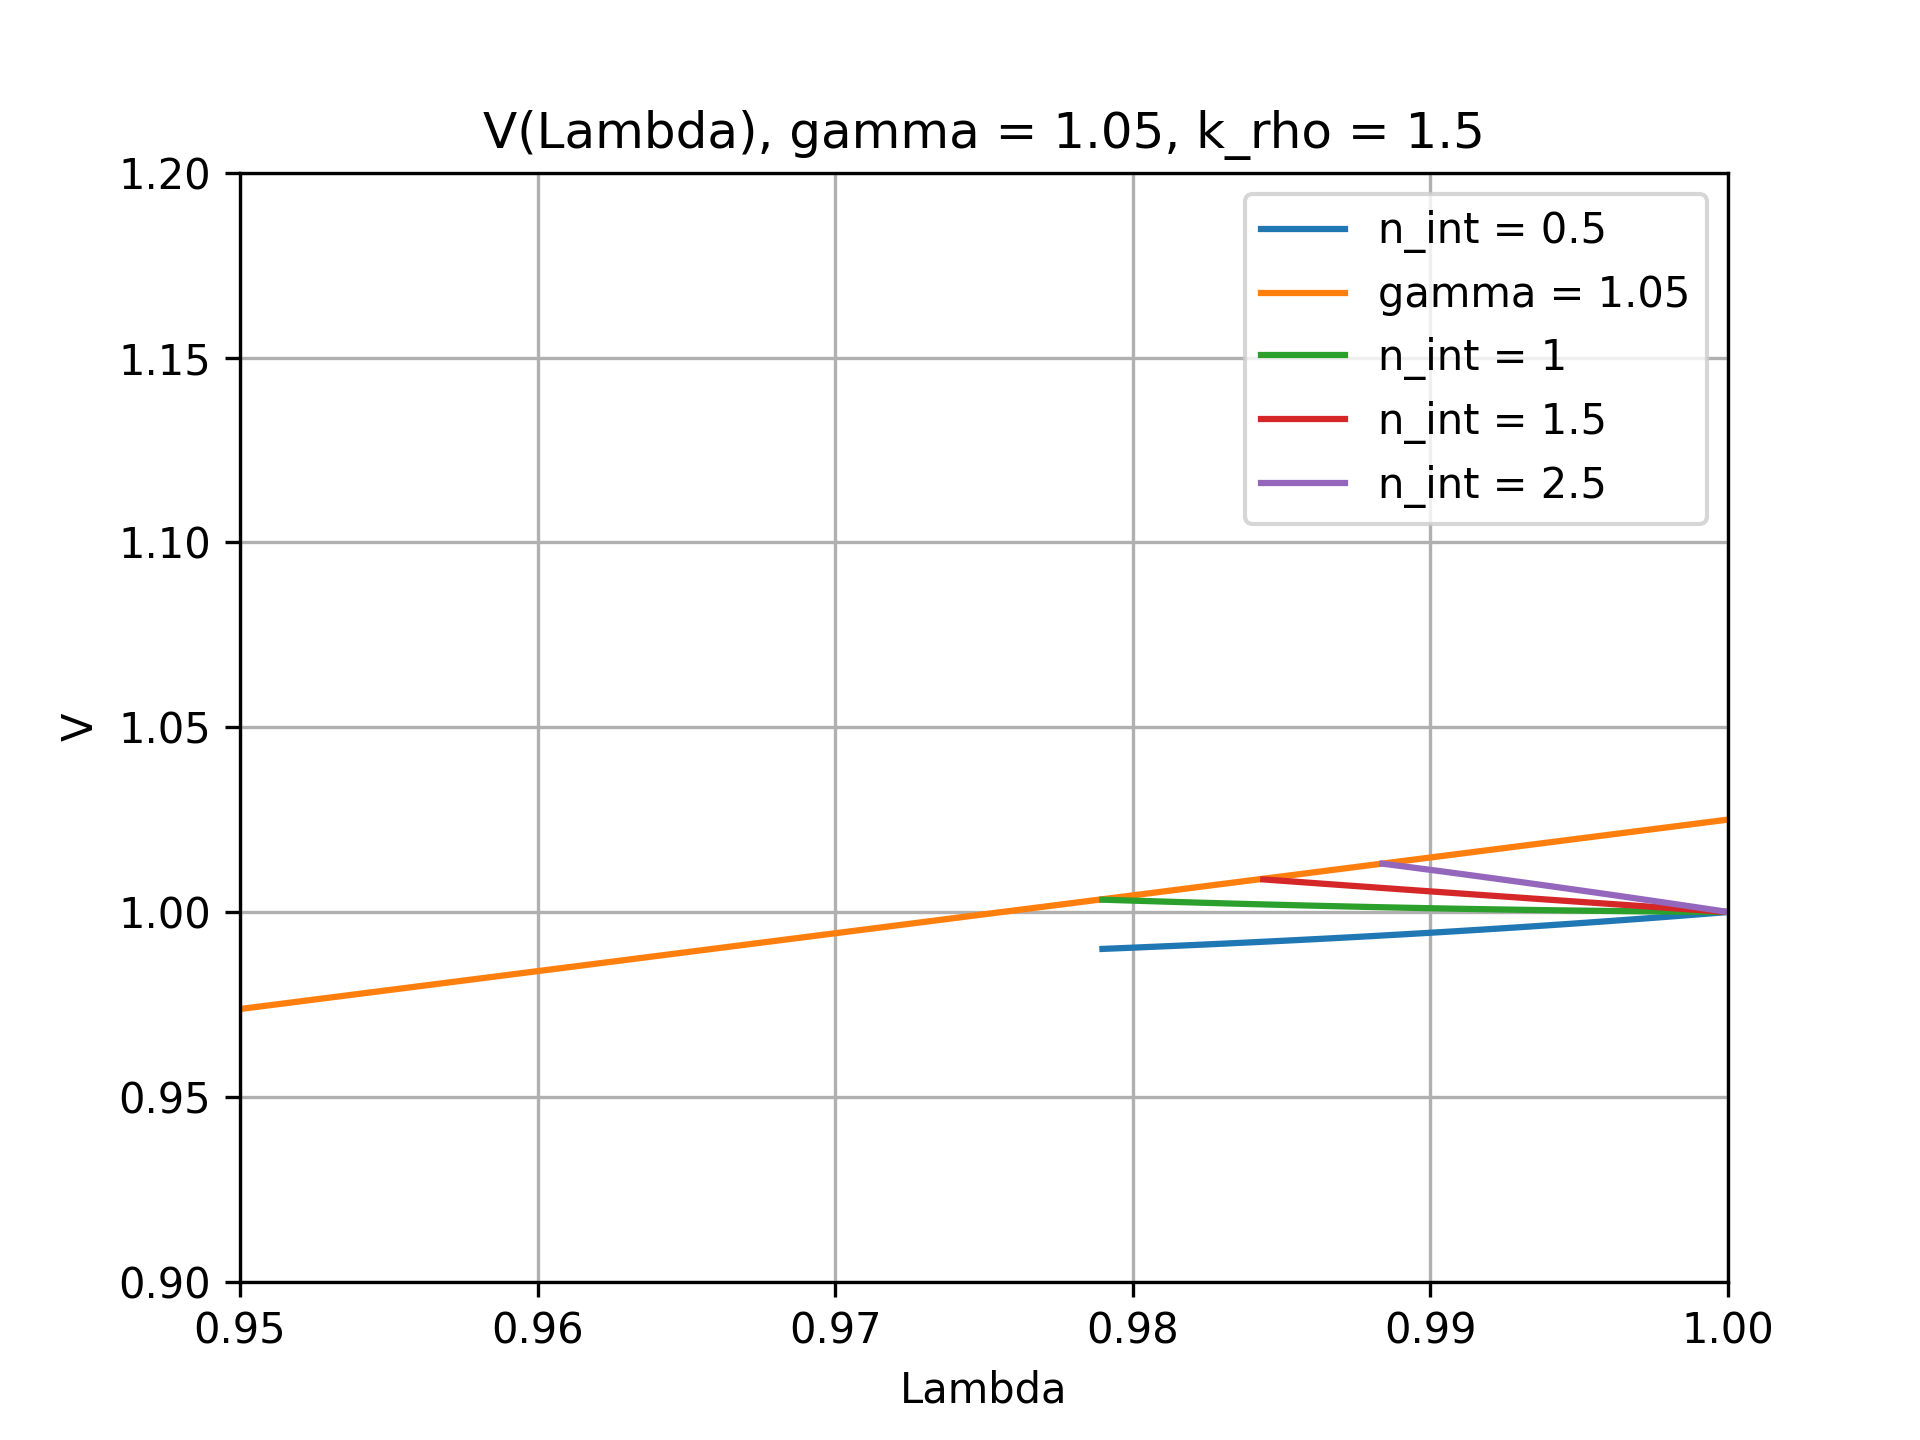 V(Lambda), gamma = 1.05, k_rho = 1.5
1.20
1.15
1.10
1.05
1.00
0.95
0.90
V
n_int = 0.5
gamma = 1.05
n_int = 1
n_int = 1.5
n_int = 2.5
0.95 0.96 0.97 0.98 0.99 1.00
Lambda